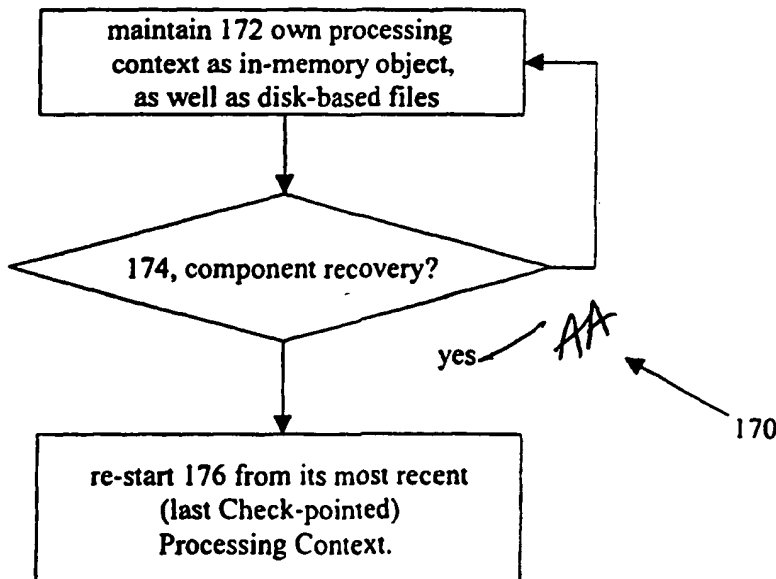 maintain 172 own processing
context as in-memory object,
as well as disk-based files
174, component recovery?
yes
AA
170
re-start 176 from its most recent
(last Check-pointed)
Processing Context.